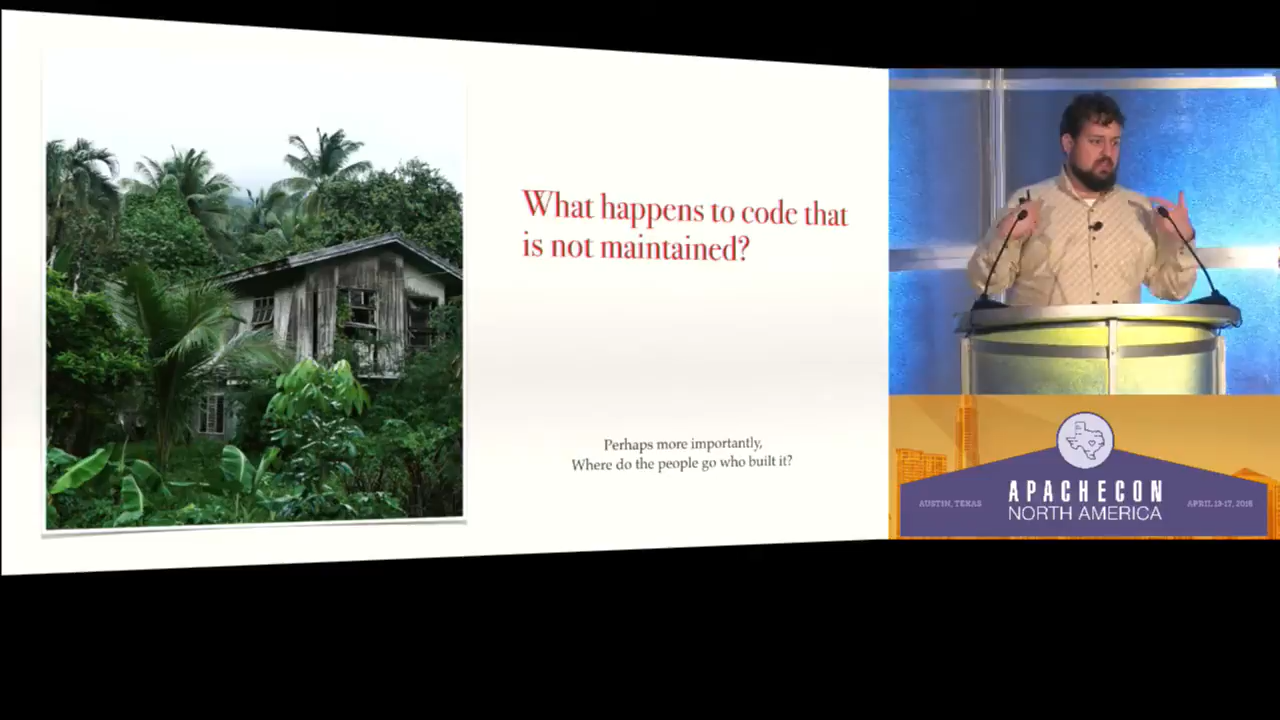 What happens to code that
is not maintained?
Perhaps more importantly,
Where do the people go who built it?
AUSTIN, TEXAS
APACHECON
NORTH AMERICA
APRIL 13-17, 2015